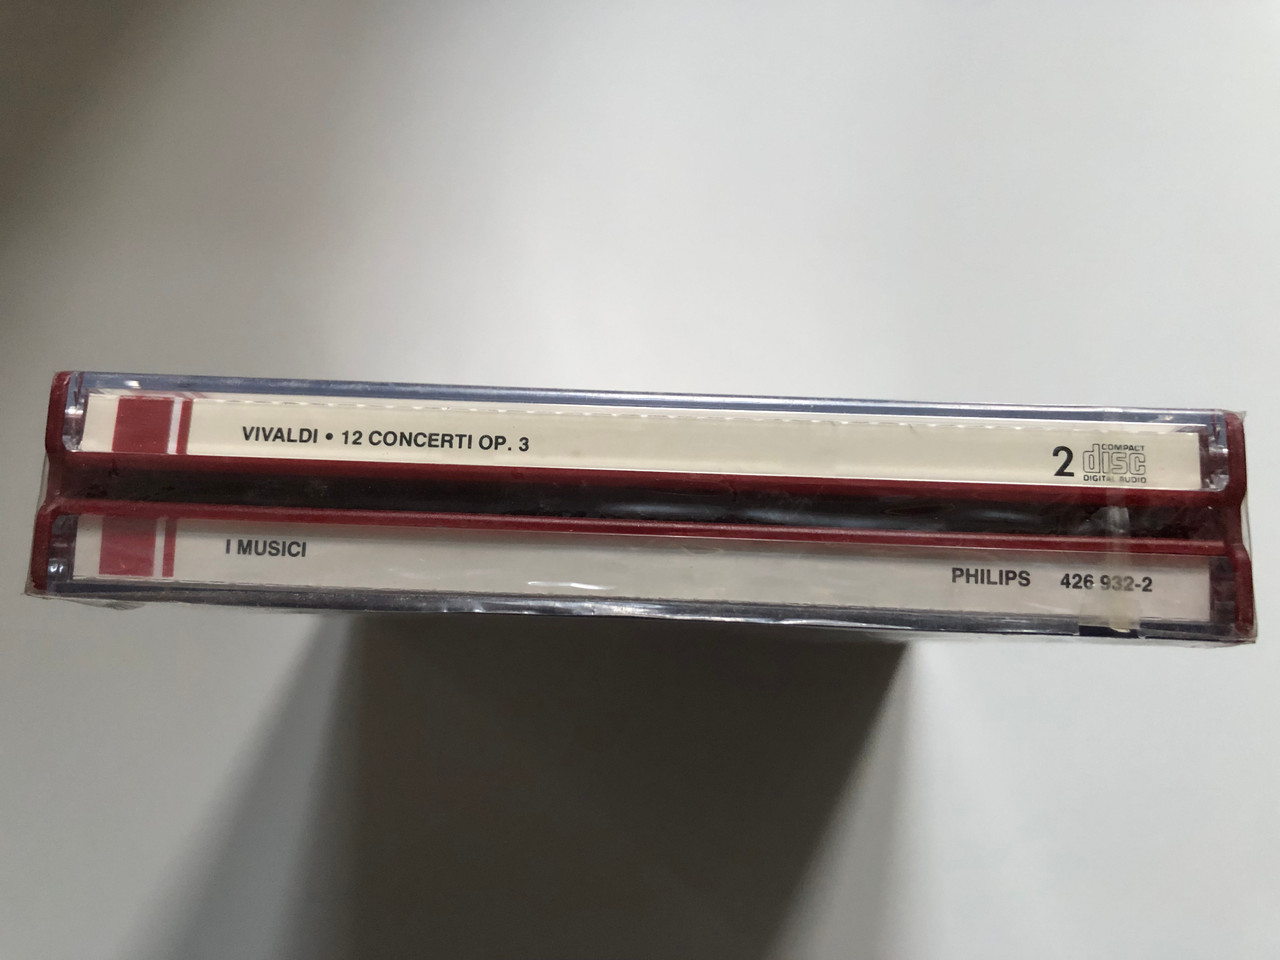 VIVALDI • 12 CONCERTI OP. 3
2 COMPACT disc DIGITAL AUDIO
I MUSICI
PHILIPS 426 932-2